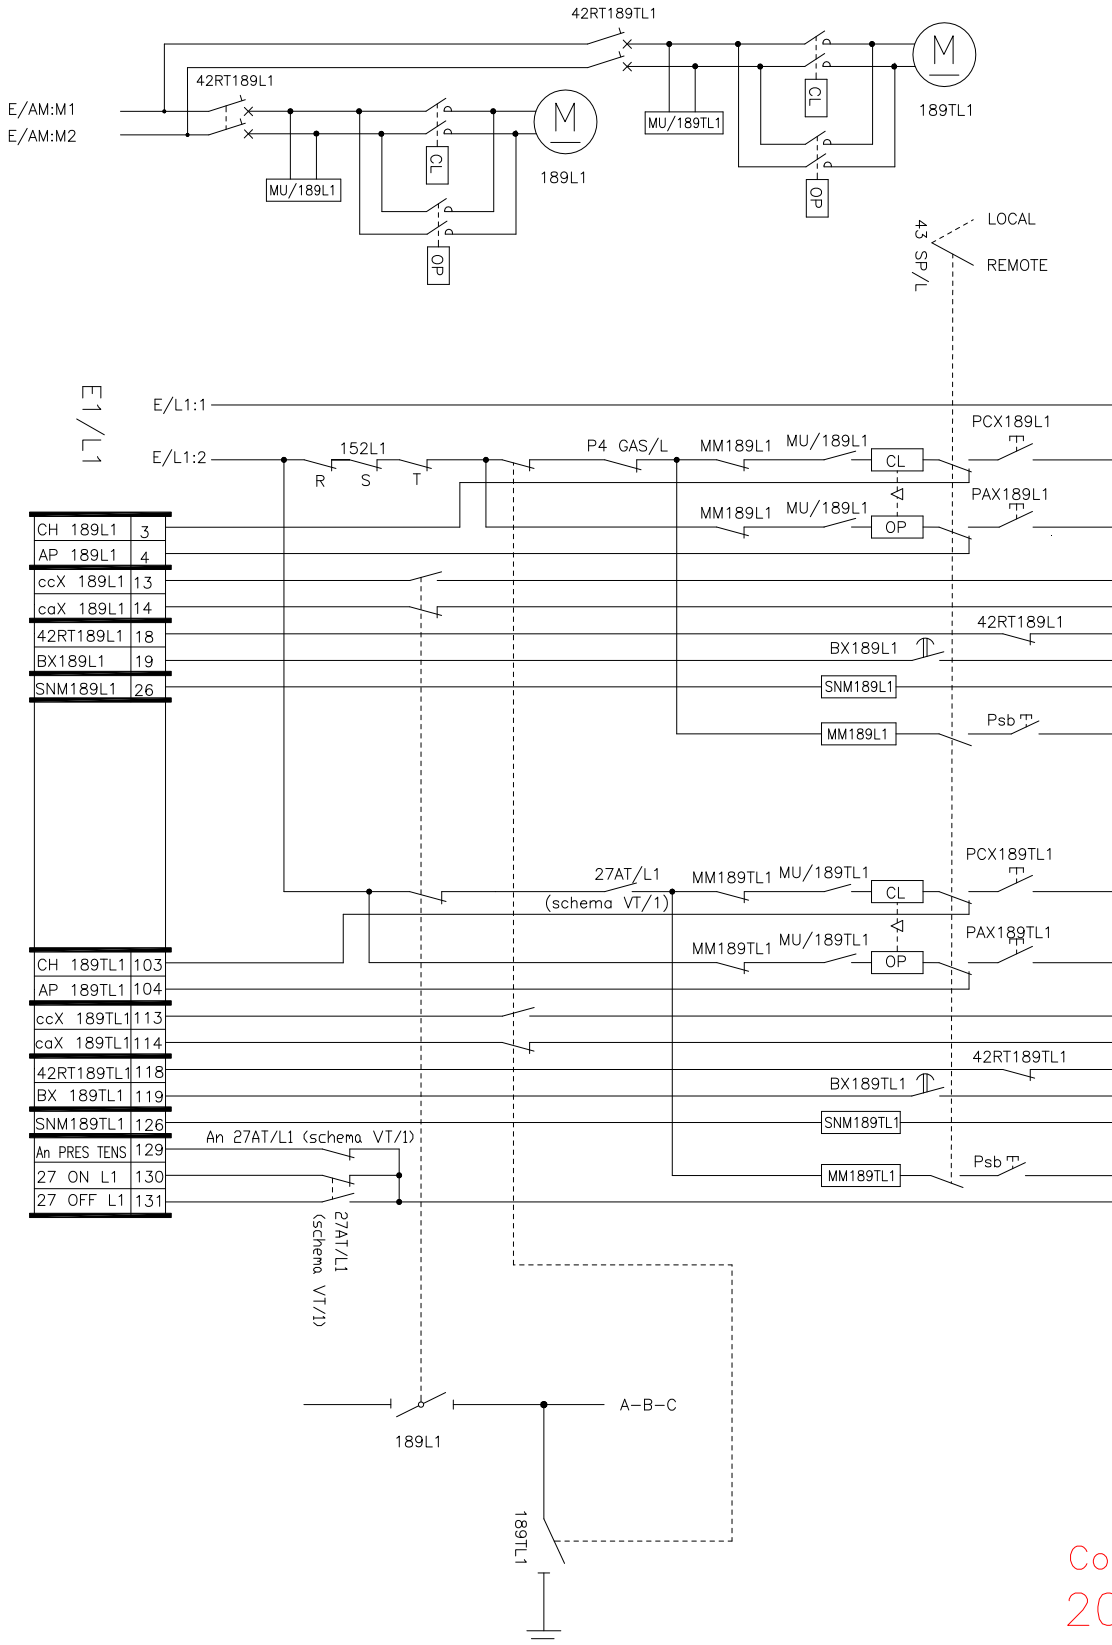 42RT189TL1
M
42RT189L1
E/AM:M1
E/AM:M2
CL
MU/189TL1
189TL1
M
CL
189L1
MU/189L1
OP
OP
43 SP/L
LOCAL
REMOTE
E1/L1
E/L1:1
E/L1:2
152L1
R S T
P4 GAS/L
MM189L1
MU/189L1
CL
PCX189L1
MM189L1
MU/189L1
OP
PAX189L1
CH 189L1 3
AP 189L1 4
ccX 189L1 13
caX 189L1 14
42RT189L1 18
42RT189L1
BX189L1 19
BX189L1
SNM189L1 26
SNM189L1
MM189L1
Psb
27AT/L1
(schema VT/1)
MM189TL1
MU/189TL1
CL
PCX189TL1
MM189TL1
MU/189TL1
OP
PAX189TL1
CH 189TL1 103
AP 189TL1 104
ccX 189TL1 113
caX 189TL1 114
42RT189TL1 118
42RT189TL1
BX 189TL1 119
BX189TL1
SNM189TL1 126
SNM189TL1
An PRES TENS 129
An 27AT/L1 (schema VT/1)
27 ON L1 130
MM189TL1
Psb
27 OFF L1 131
27AT/L1
(schema VT/1)
A-B-C
189L1
189TL1
Co
20